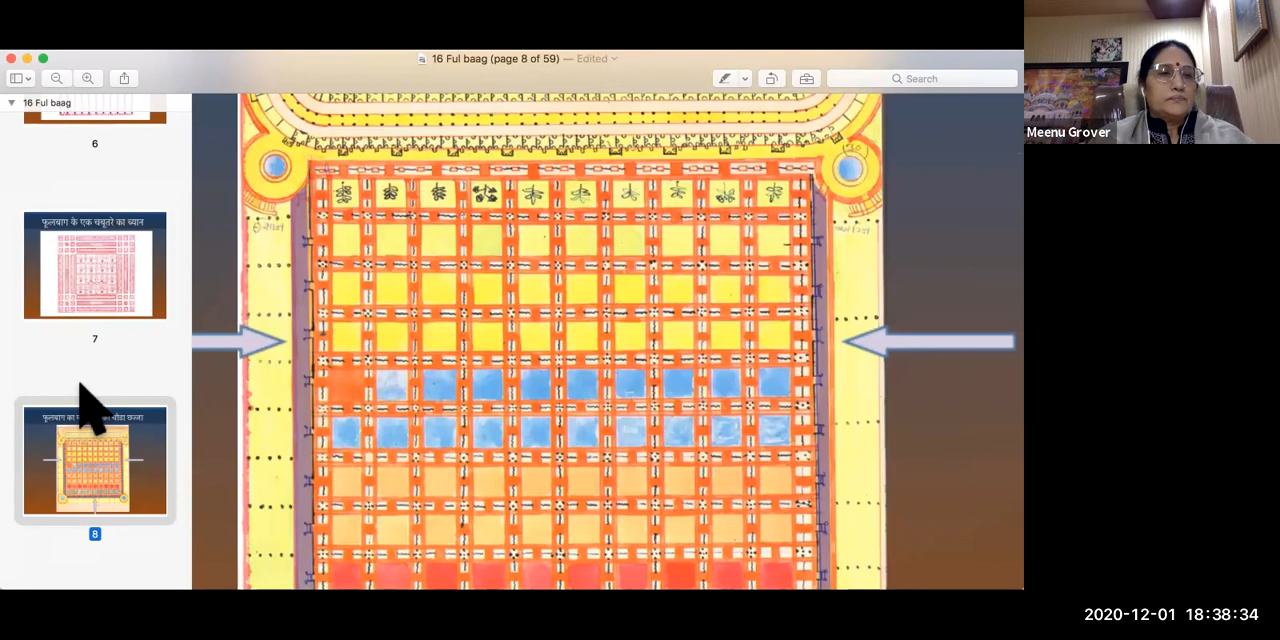 16 Ful baag (page 8 of 59) — Edited
Search
16 Ful baag
6
फूलबाग के एक चबूतरे का ब्यान
7
फूलबाग का चौडा छज्जा
8
Meenu Grover
2020-12-01 18:38:34